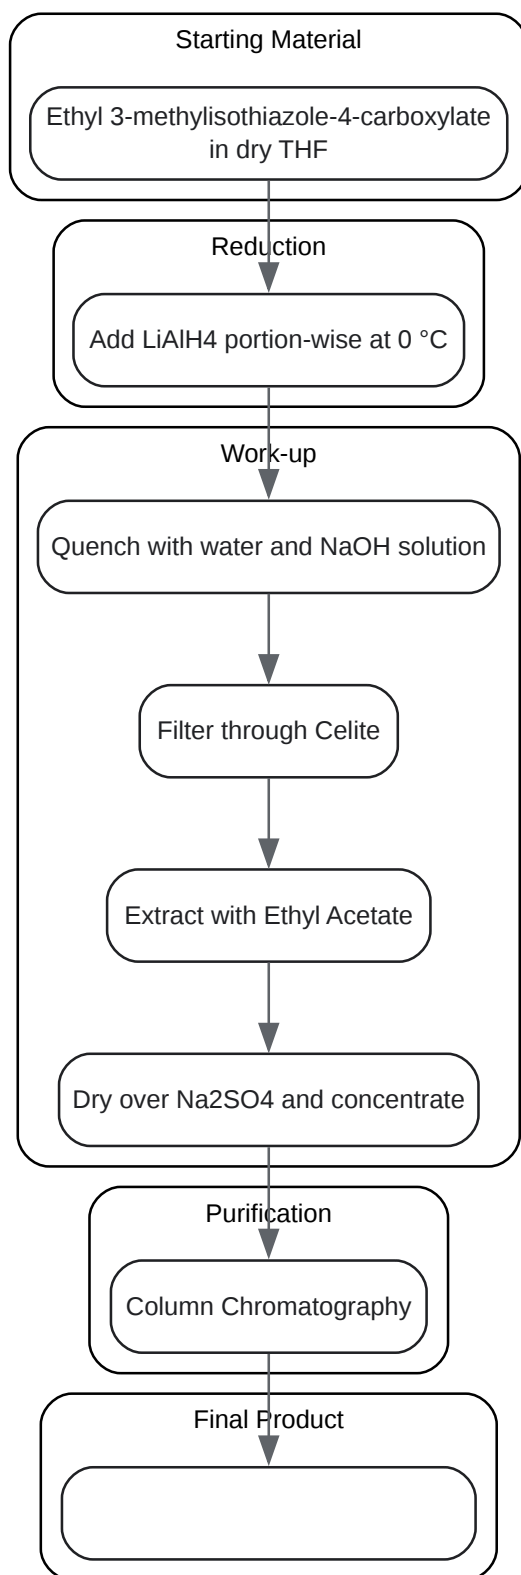 Starting Material
Ethyl 3-methylisothiazole-4-carboxylate
in dry THF
Reduction
Add LiAlH4 portion-wise at 0 °C
Work-up
Quench with water and NaOH solution
Filter through Celite
Extract with Ethyl Acetate
Dry over Na2SO4 and concentrate
Purification
Column Chromatography
Final Product